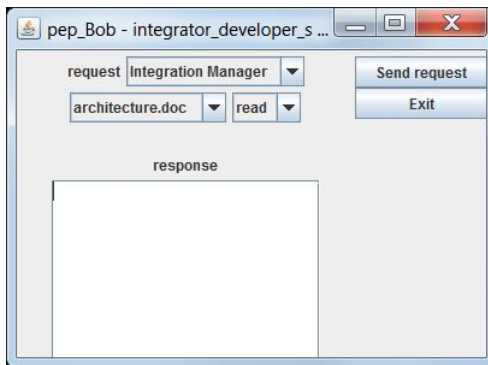 pep_Bob - integrator_developer_s ...
request Integration Manager Send request
architecture.doc read Exit
response